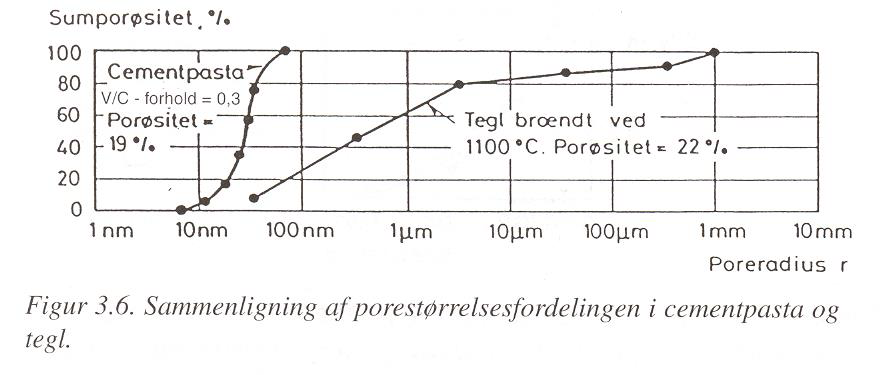 Sumporøsitet, %
100
80
60
40
20
0
Cementpasta
V/C - forhold = 0,3
Porøsitet =
19 %
Tegl brændt ved
1100 °C. Porøsitet = 22 %
1 nm 10 nm 100 nm 1 μm 10 μm 100 μm 1 mm 10 mm
Poreradius r
Figur 3.6. Sammenligning af porestørrelsesfordelingen i cementpasta og
tegl.